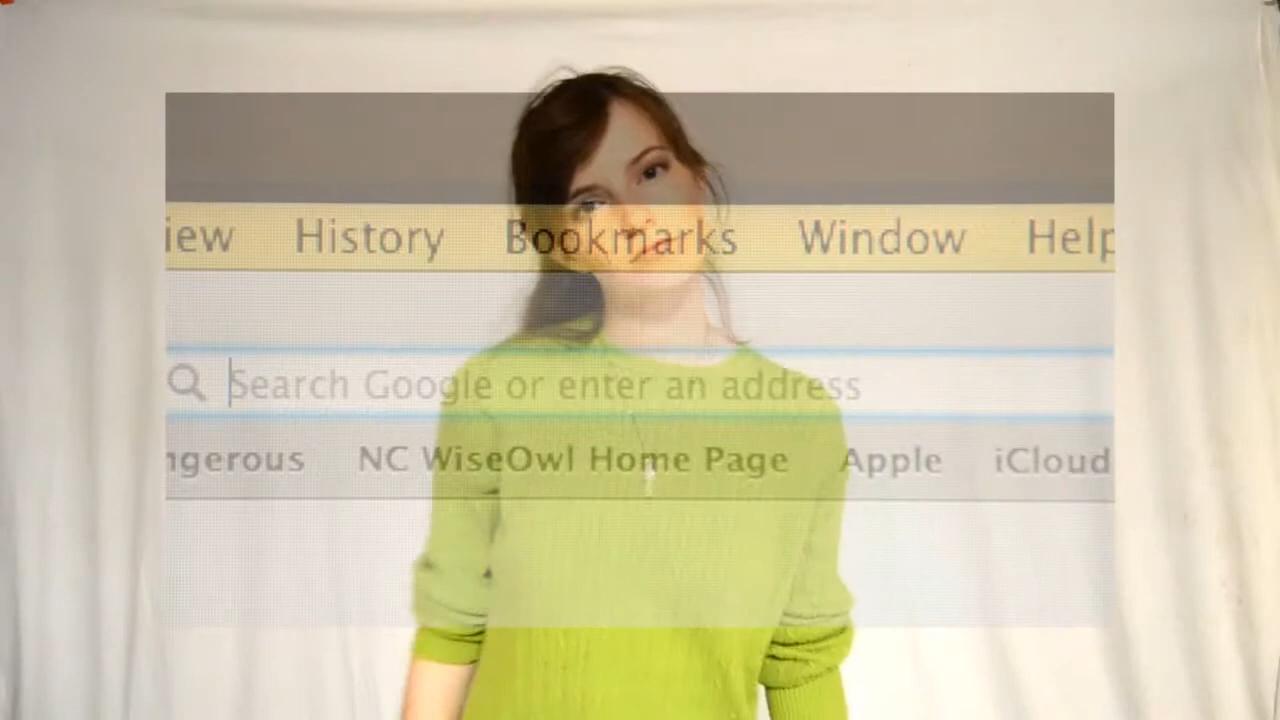 iew History Bookmarks Window Help
Search Google or enter an address
ngerous NC WiseOwl Home Page Apple iCloud